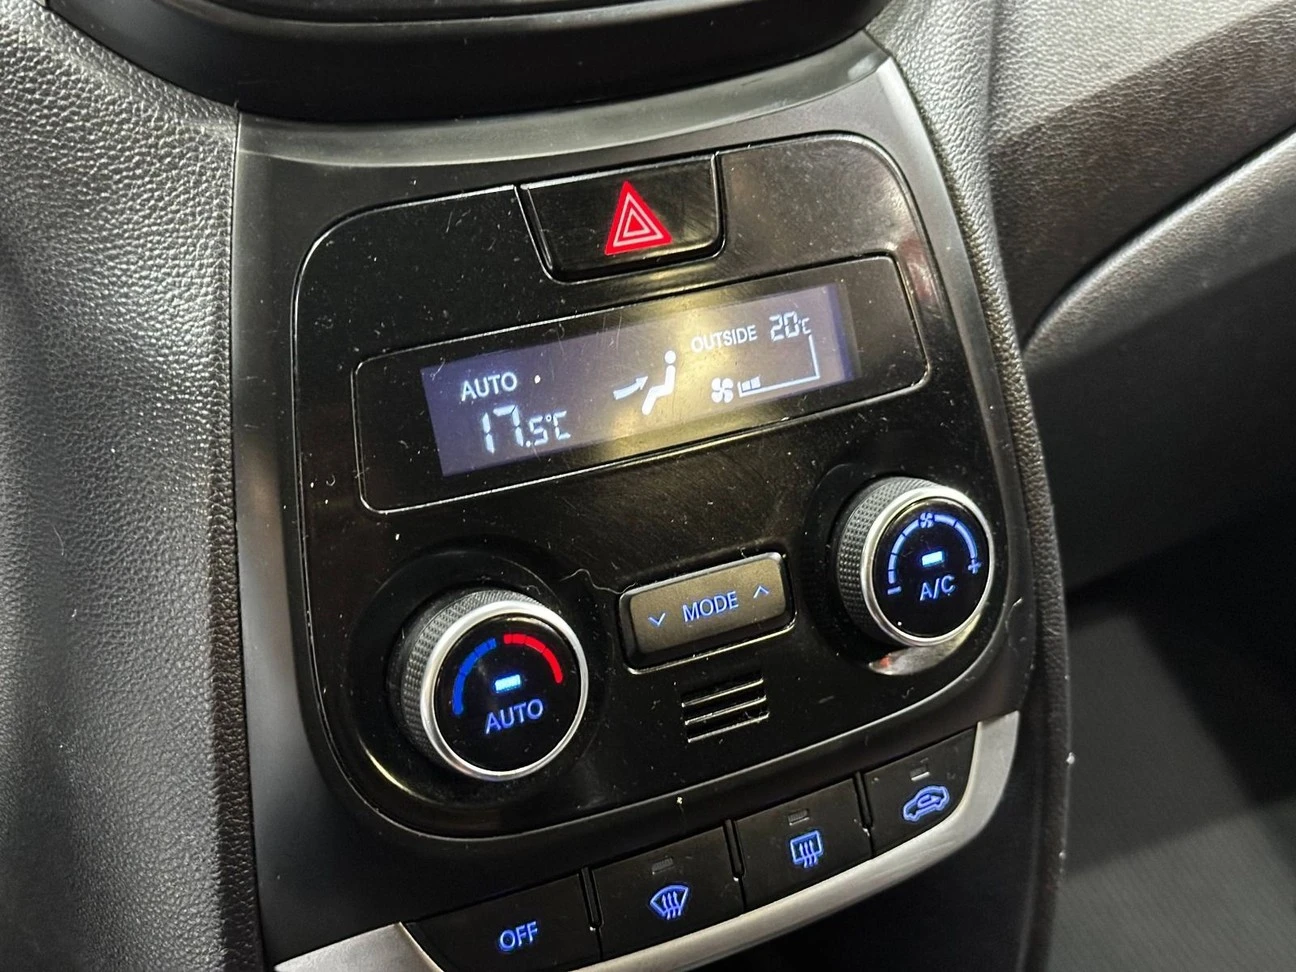 OUTSIDE 20℃
AUTO
17.5℃
MODE
A/C
AUTO
OFF